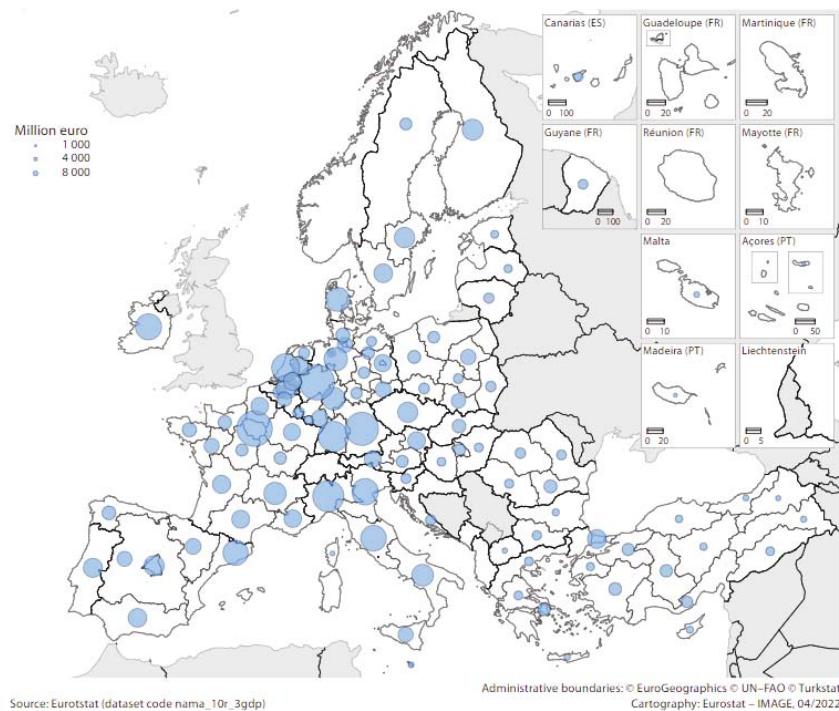 Million euro
1 000
4 000
8 000
Canarias (ES)
0 100
Guadeloupe (FR)
0 20
Martinique (FR)
0 20
Guyane (FR)
0 100
Réunion (FR)
0 20
Mayotte (FR)
0 10
Malta
0 10
Açores (PT)
0 50
Madeira (PT)
0 20
Liechtenstein
0 5
Administrative boundaries: © EuroGeographics © UN–FAO © Turkstat
Source: Eurotstat (dataset code nama_10r_3gdp)
Cartography: Eurostat – IMAGE, 04/2022